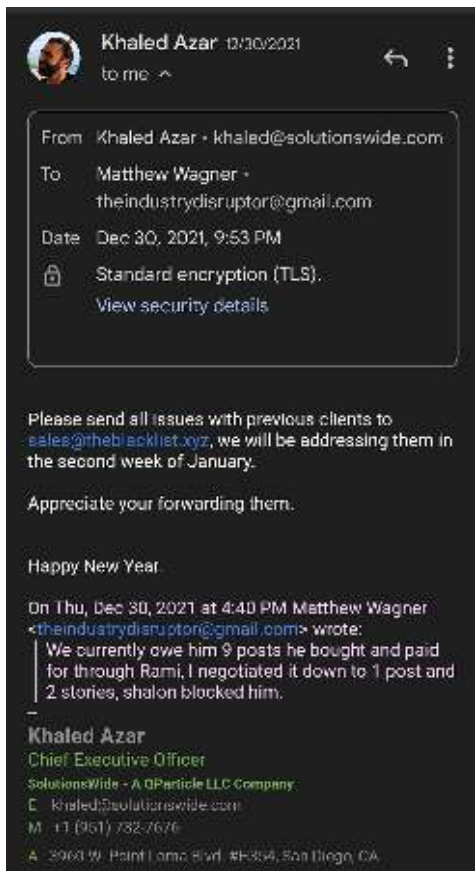 Khaled Azar 12/30/2021
to me
From Khaled Azar • khaled@solutionswide.com
To Matthew Wagner •
theindustrydisruptor@gmail.com
Date Dec 30, 2021, 9:53 PM
Standard encryption (TLS).
View security details
Please send all issues with previous clients to
sales@theblacklist.xyz, we will be addressing them in
the second week of January.
Appreciate your forwarding them.
Happy New Year.
On Thu, Dec 30, 2021 at 4:40 PM Matthew Wagner
<theindustrydisruptor@gmail.com> wrote:
We currently owe him 9 posts he bought and paid
for through Rami, I negotiated it down to 1 post and
2 stories, shalon blocked him.
--
Khaled Azar
Chief Executive Officer
SolutionsWide - A QParticle LLC Company
E khaled@solutionswide.com
M +1 (951) 732-7676
A 3960 W. Point Loma Blvd. #H354, San Diego, CA